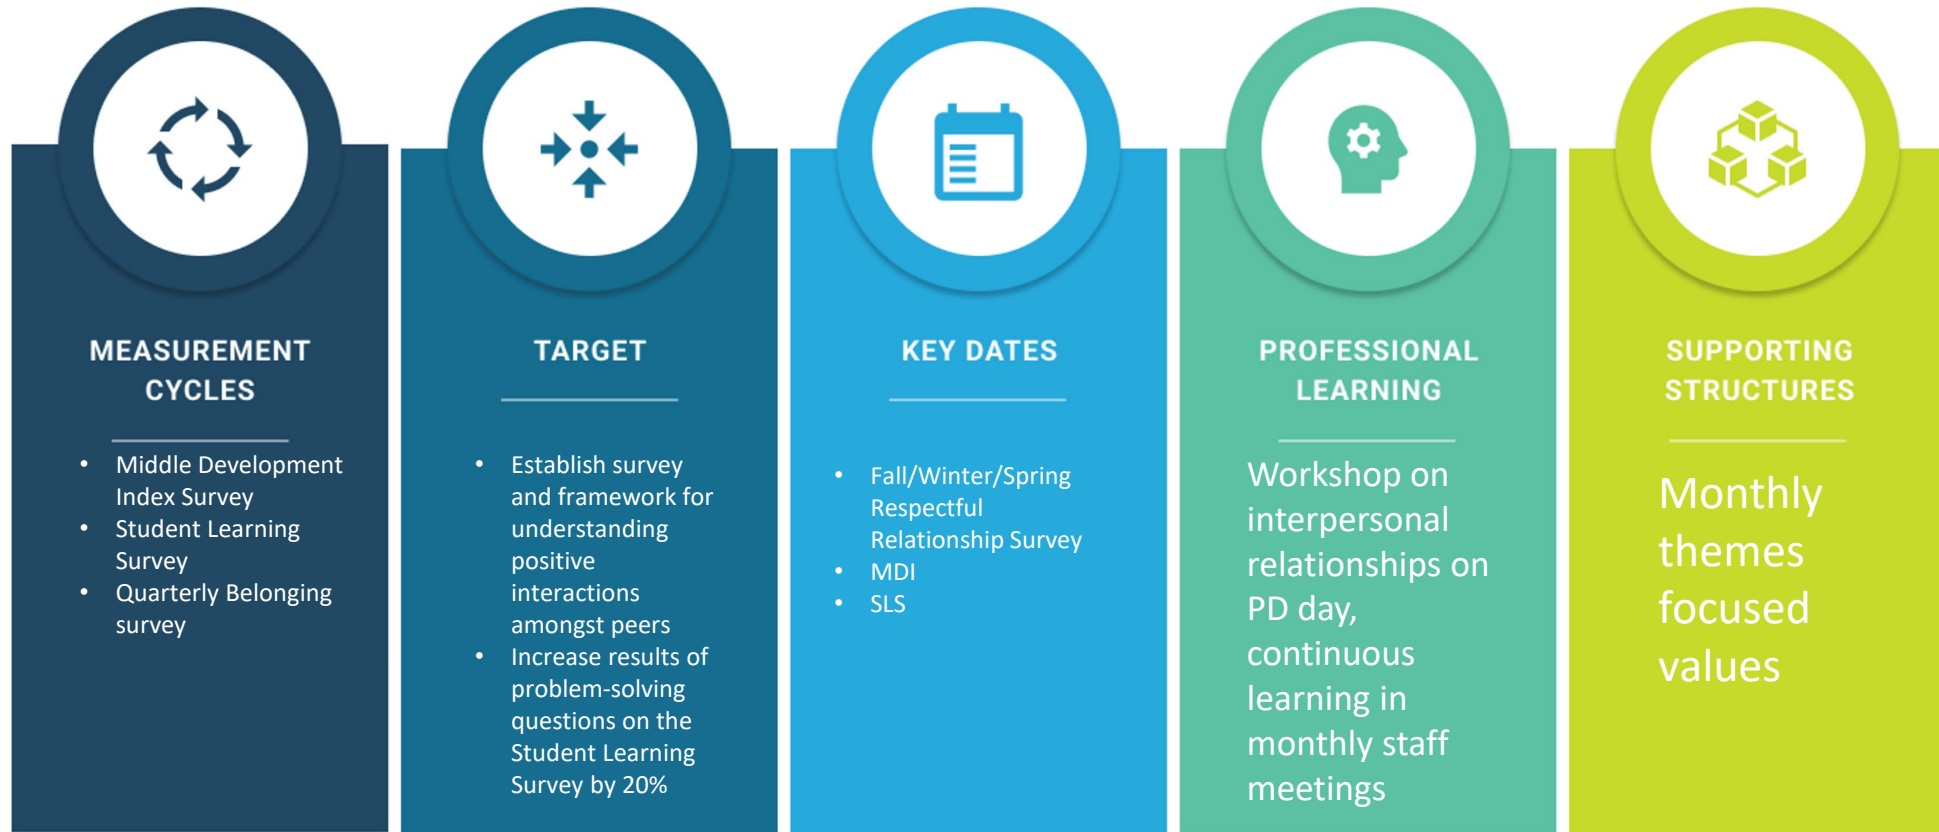 MEASUREMENT
CYCLES
• Middle Development
Index Survey
• Student Learning
Survey
• Quarterly Belonging
survey
TARGET
• Establish survey
and framework for
understanding
positive
interactions
amongst peers
• Increase results of
problem-solving
questions on the
Student Learning
Survey by 20%
KEY DATES
• Fall/Winter/Spring
Respectful
Relationship Survey
• MDI
• SLS
PROFESSIONAL
LEARNING
Workshop on
interpersonal
relationships on
PD day,
continuous
learning in
monthly staff
meetings
SUPPORTING
STRUCTURES
Monthly
themes
focused
values